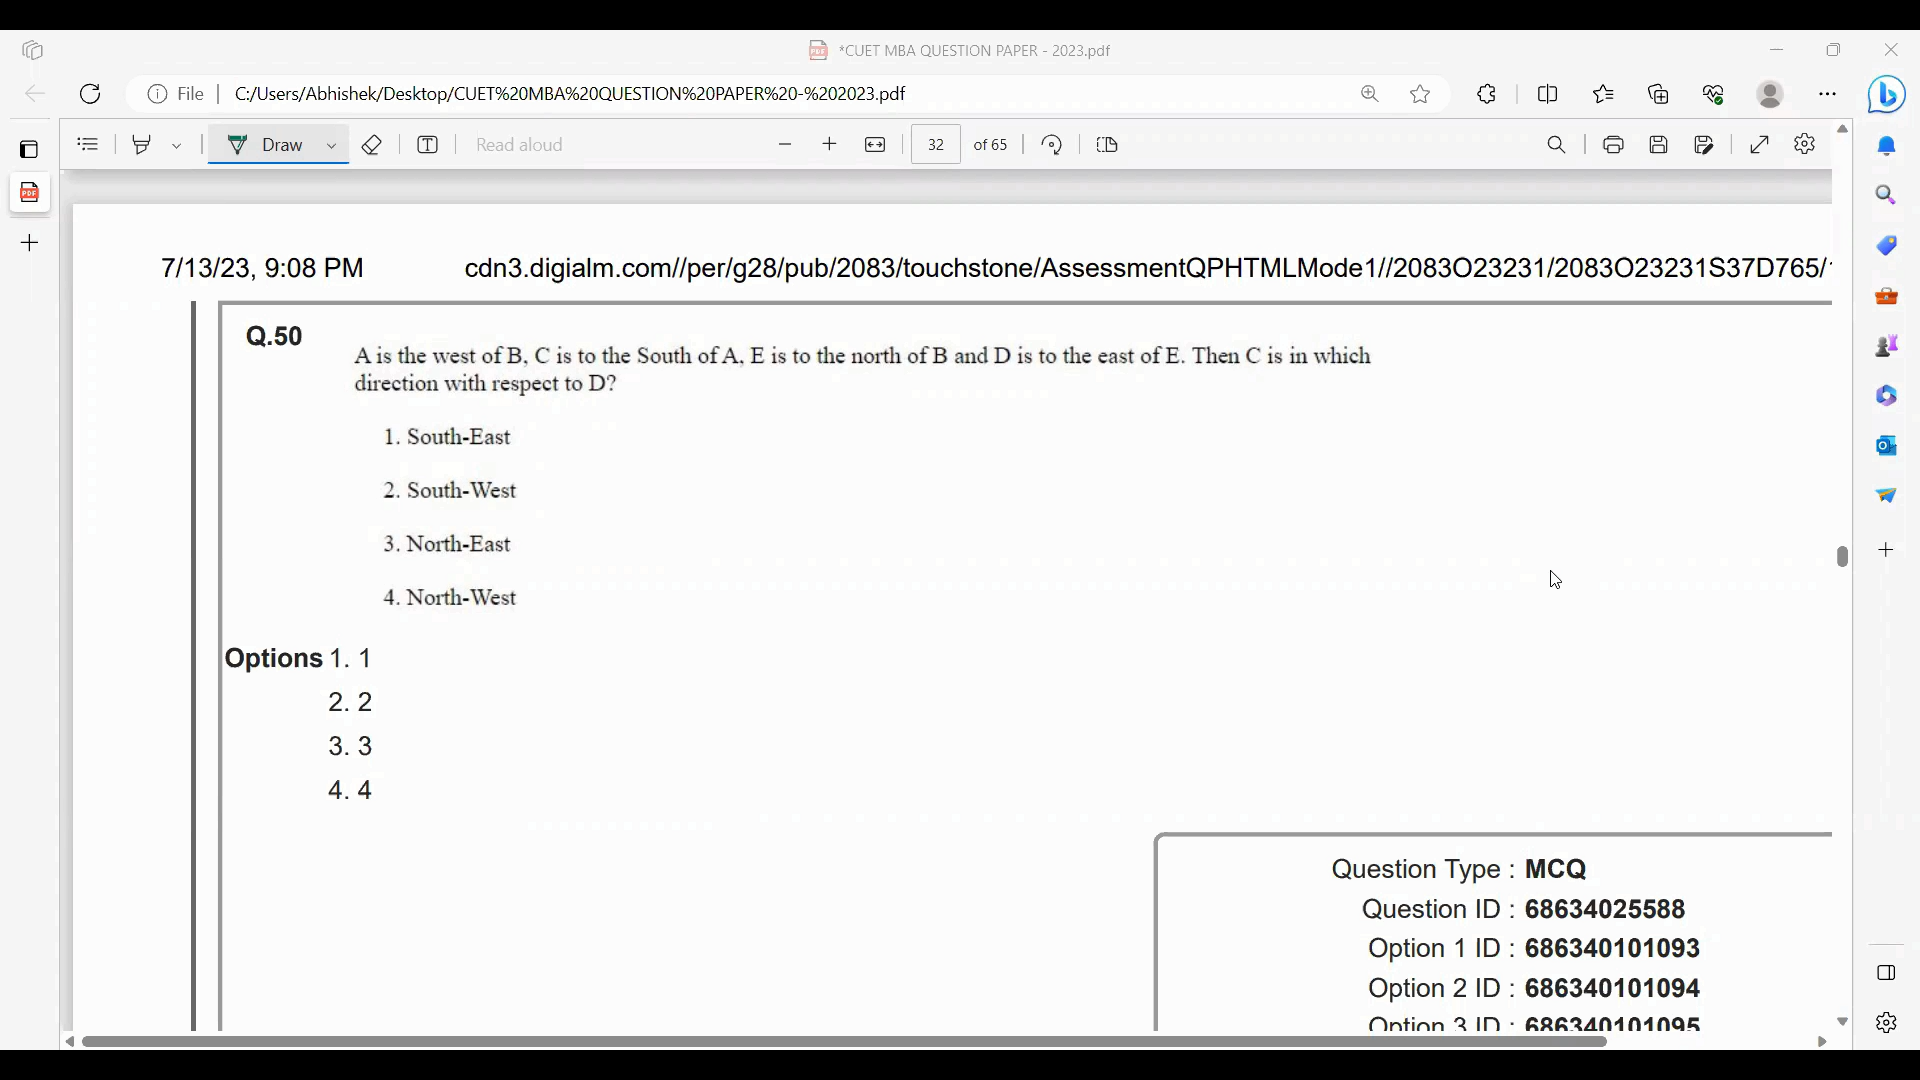 *CUET MBA QUESTION PAPER - 2023.pdf
File
C:/Users/Abhishek/Desktop/CUET%20MBA%20QUESTION%20PAPER%20-%202023.pdf
Draw
Read aloud
32
of 65
7/13/23, 9:08 PM
cdn3.digialm.com//per/g28/pub/2083/touchstone/AssessmentQPHTMLMode1//2083O23231/2083O23231S37D765/
Q.50
A is the west of B, C is to the South of A, E is to the north of B and D is to the east of E. Then C is in which
direction with respect to D?
1. South-East
2. South-West
3. North-East
4. North-West
Options 1. 1
2. 2
3. 3
4. 4
Question Type : MCQ
Question ID : 68634025588
Option 1 ID : 686340101093
Option 2 ID : 686340101094
Option 3 ID : 686340101095